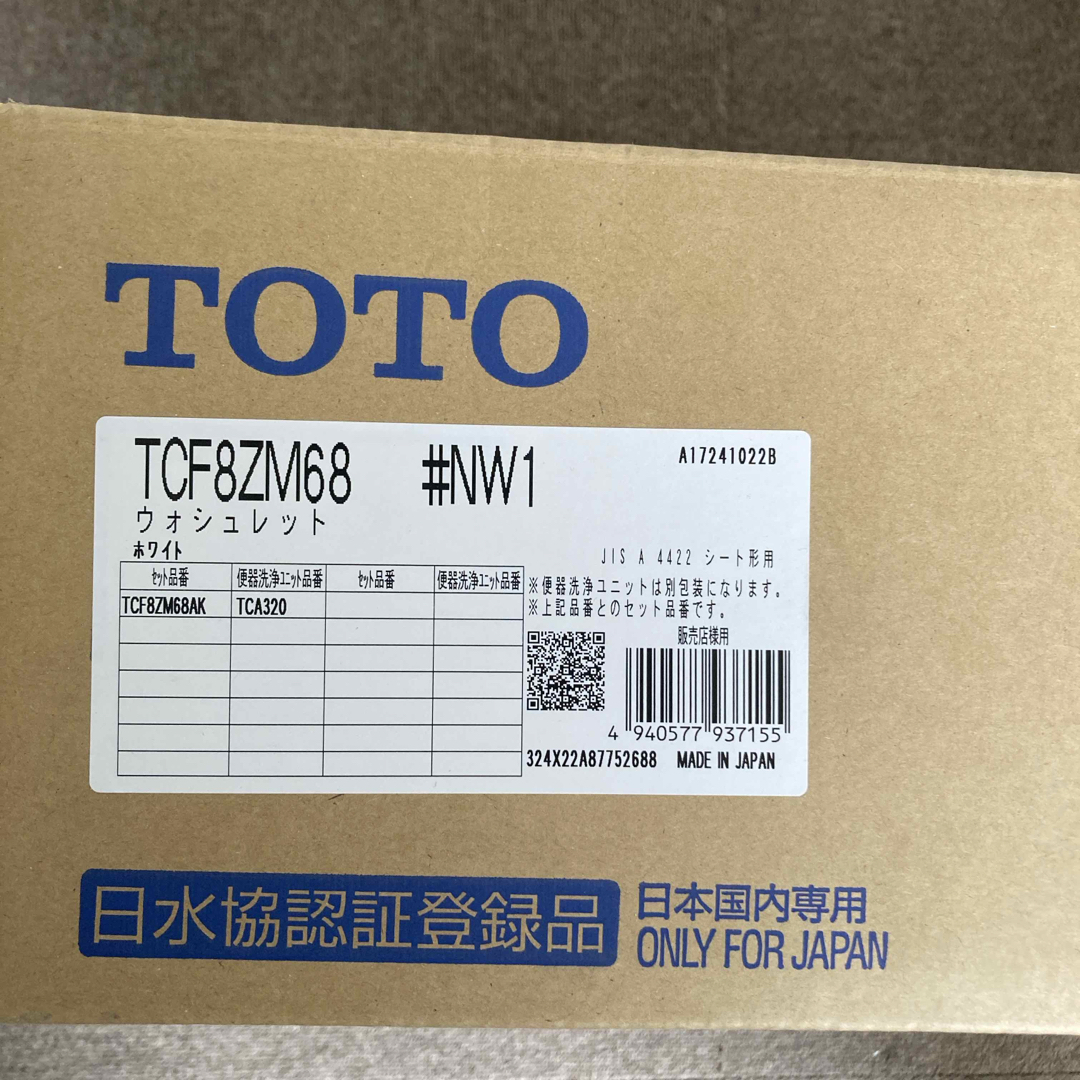 TOTO
TCF8ZM68 #NW1 A17241022B
ウォシュレット
ホワイト
JIS A 4422 シート形用
セット品番 便器洗浄ユニット品番 セット品番 便器洗浄ユニット品番
TCF8ZM68AK TCA320
※便器洗浄ユニットは別包装になります。
※上記品番とのセット品番です。
販売店様用
4 940577 937155
324X22A87752688 MADE IN JAPAN
日水協認証登録品
日本国内専用
ONLY FOR JAPAN